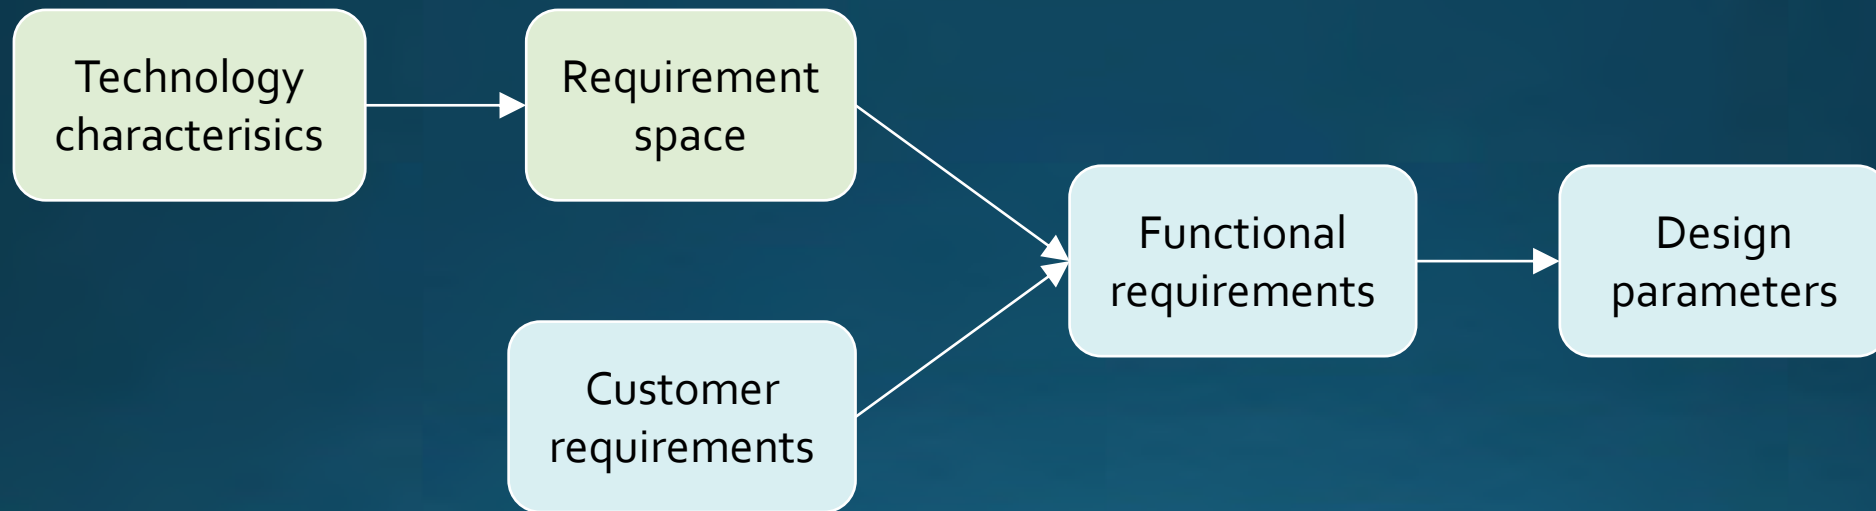 Technology
characterisics
Requirement
space
Functional
requirements
Design
parameters
Customer
requirements